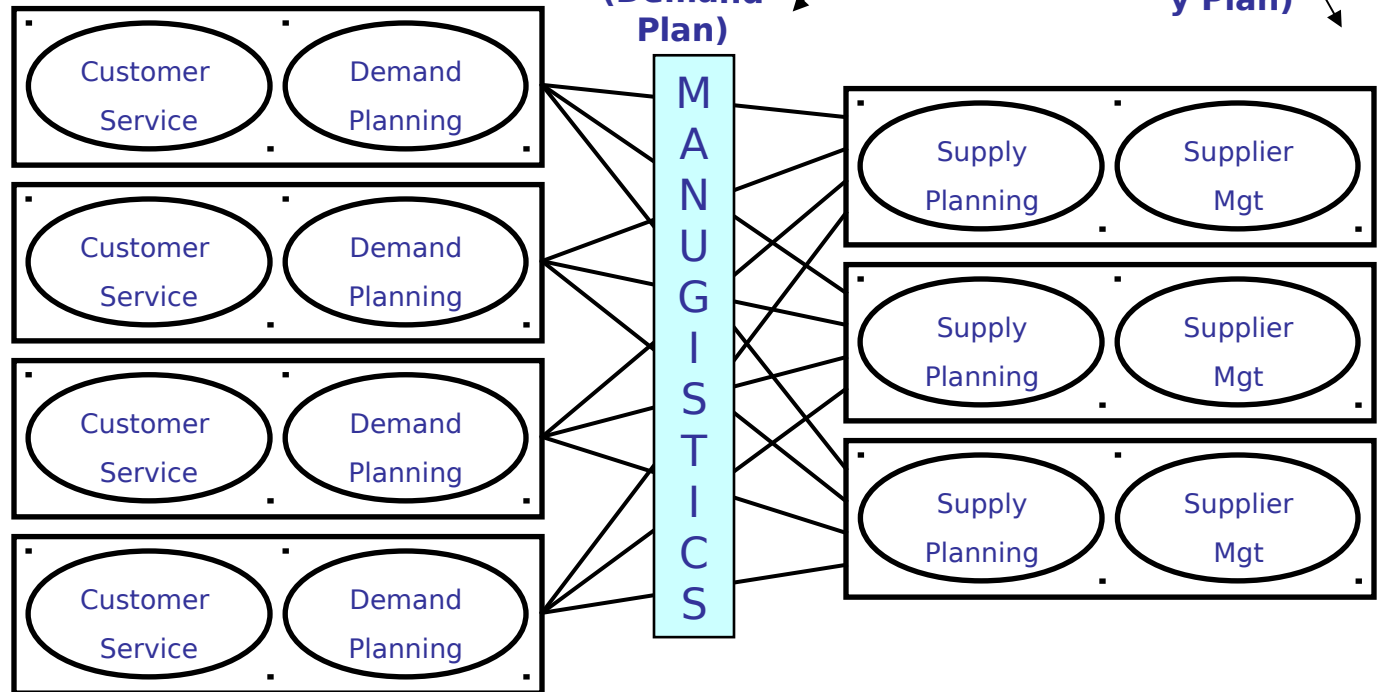 (Demand
Plan)
y Plan)
Customer
Service
Demand
Planning
Customer
Service
Demand
Planning
Customer
Service
Demand
Planning
Customer
Service
Demand
Planning
M
A
N
U
G
I
S
T
I
C
S
Supply
Planning
Supplier
Mgt
Supply
Planning
Supplier
Mgt
Supply
Planning
Supplier
Mgt